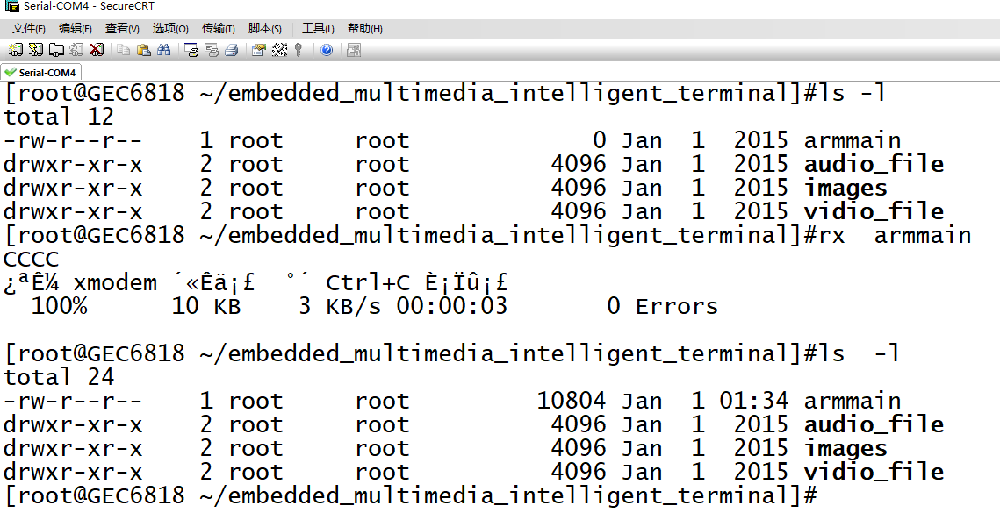 Serial-COM4 - SecureCRT
文件(F) 编辑(E) 查看(V) 选项(O) 传输(T) 脚本(S) 工具(L) 帮助(H)
Serial-COM4
[root@GEC6818 ~/embedded_multimedia_intelligent_terminal]#ls -l
total 12
-rw-r--r-- 1 root root 0 Jan 1 2015 armmain
drwxr-xr-x 2 root root 4096 Jan 1 2015 audio_file
drwxr-xr-x 2 root root 4096 Jan 1 2015 images
drwxr-xr-x 2 root root 4096 Jan 1 2015 vidio_file
[root@GEC6818 ~/embedded_multimedia_intelligent_terminal]#rx armmain
CCCC
¿ªÊ¼ xmodem ´«Êä¡£ °´ Ctrl+C È¡Ïû¡£
100% 10 KB 3 KB/s 00:00:03 0 Errors
[root@GEC6818 ~/embedded_multimedia_intelligent_terminal]#ls -l
total 24
-rw-r--r-- 1 root root 10804 Jan 1 01:34 armmain
drwxr-xr-x 2 root root 4096 Jan 1 2015 audio_file
drwxr-xr-x 2 root root 4096 Jan 1 2015 images
drwxr-xr-x 2 root root 4096 Jan 1 2015 vidio_file
[root@GEC6818 ~/embedded_multimedia_intelligent_terminal]#